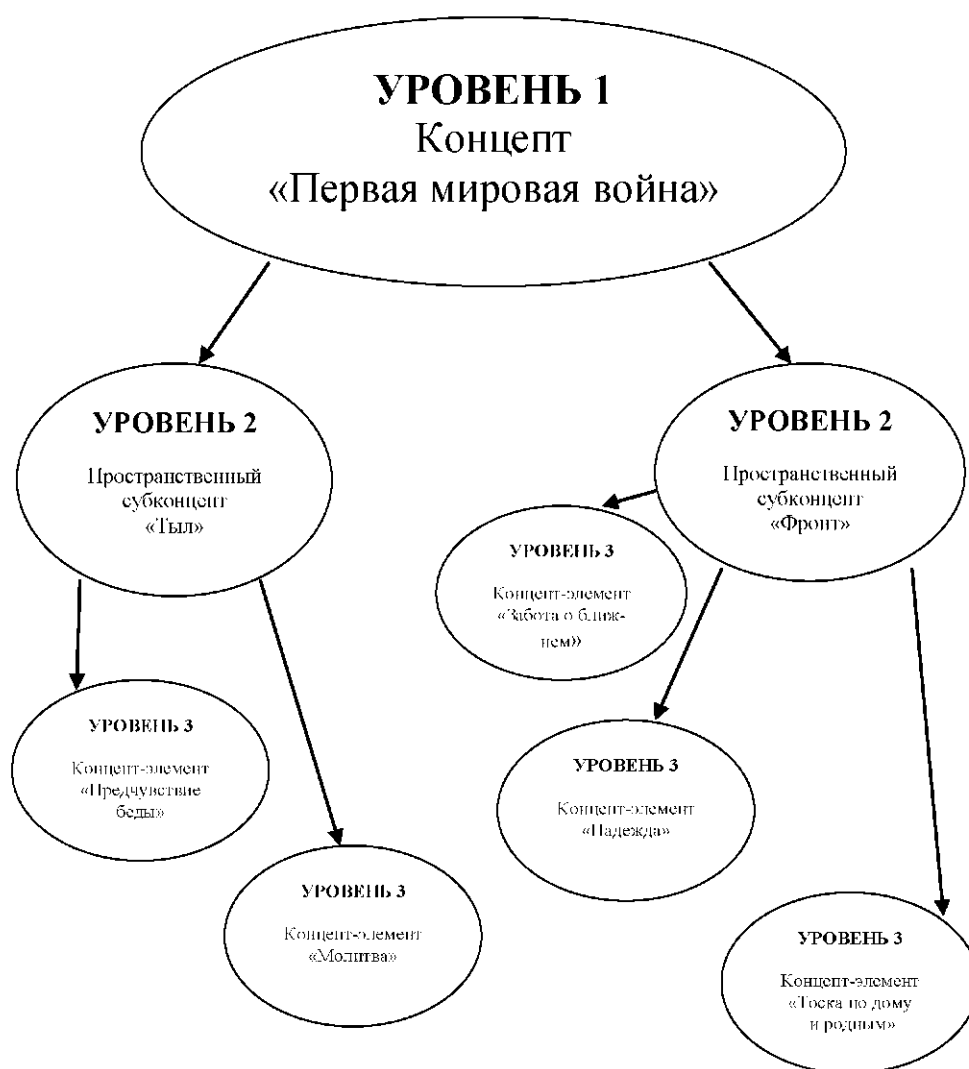 УРОВЕНЬ 1
Концепт
«Первая мировая война»
УРОВЕНЬ 2
Пространственный
субконцепт
«Тыл»
УРОВЕНЬ 2
Пространственный
субконцепт
«Фронт»
УРОВЕНЬ 3
Концепт-элемент
«Забота о ближ-
нем»
УРОВЕНЬ 3
Концепт-элемент
«Предчувствие
беды»
УРОВЕНЬ 3
Концепт-элемент
«Надежда»
УРОВЕНЬ 3
Концепт-элемент
«Молитва»
УРОВЕНЬ 3
Концепт-элемент
«Тоска по дому
и родным»